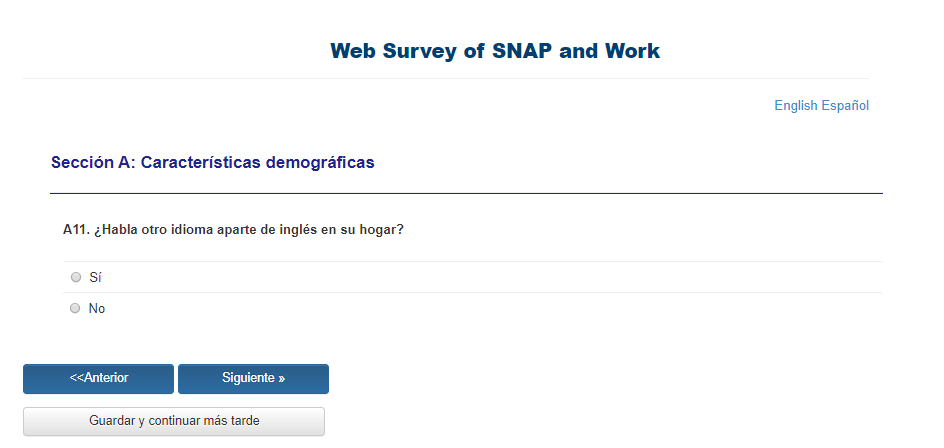 Web Survey of SNAP and Work
English Español
Sección A: Características demográficas
A11. ¿Habla otro idioma aparte de inglés en su hogar?
Sí
No
<<Anterior
Siguiente »
Guardar y continuar más tarde